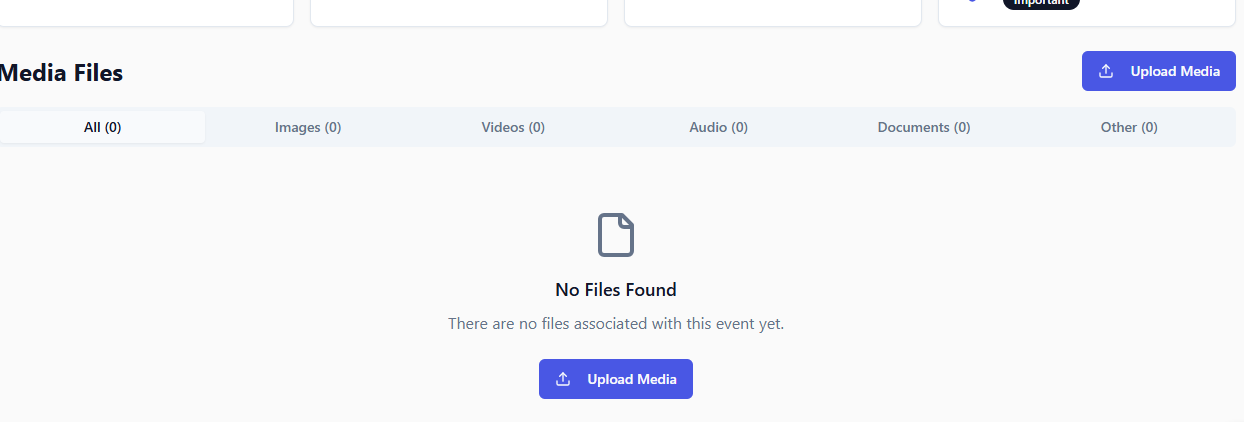 Important
Media Files
Upload Media
All (0) Images (0) Videos (0) Audio (0) Documents (0) Other (0)
No Files Found
There are no files associated with this event yet.
Upload Media